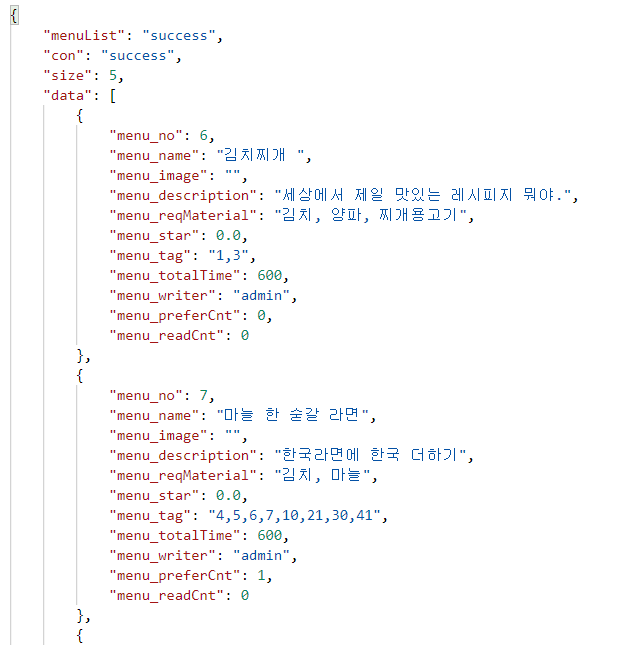 {
"menuList": "success",
"con": "success",
"size": 5,
"data": [
{
"menu_no": 6,
"menu_name": "김치찌개 ",
"menu_image": "",
"menu_description": "세상에서 제일 맛있는 레시피지 뭐야.",
"menu_reqMaterial": "김치, 양파, 찌개용고기",
"menu_star": 0.0,
"menu_tag": "1,3",
"menu_totalTime": 600,
"menu_writer": "admin",
"menu_preferCnt": 0,
"menu_readCnt": 0
},
{
"menu_no": 7,
"menu_name": "마늘 한 숟갈 라면",
"menu_image": "",
"menu_description": "한국라면에 한국 더하기",
"menu_reqMaterial": "김치, 마늘",
"menu_star": 0.0,
"menu_tag": "4,5,6,7,10,21,30,41",
"menu_totalTime": 600,
"menu_writer": "admin",
"menu_preferCnt": 1,
"menu_readCnt": 0
},
{